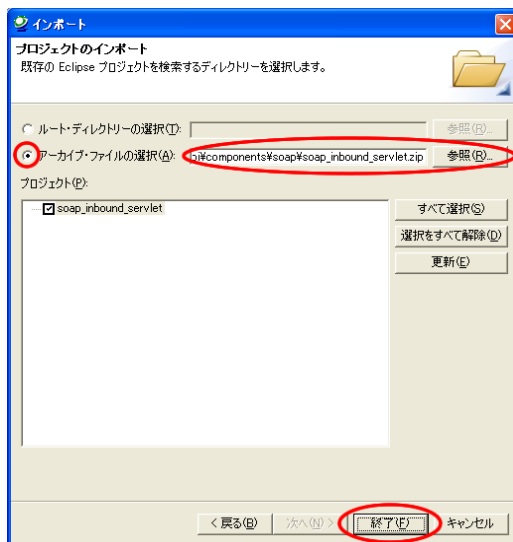 インポート
プロジェクトのインポート
既存の Eclipse プロジェクトを検索するディレクトリーを選択します。
ルート・ディレクトリーの選択(T):
参照(R)...
アーカイブ・ファイルの選択(A): oi¥components¥soap¥soap_inbound_servlet.zip 参照(R)...
プロジェクト(P):
soap_inbound_servlet
すべて選択(S)
選択をすべて解除(D)
更新(E)
< 戻る(B) 次へ(N) > 終了(F) キャンセル